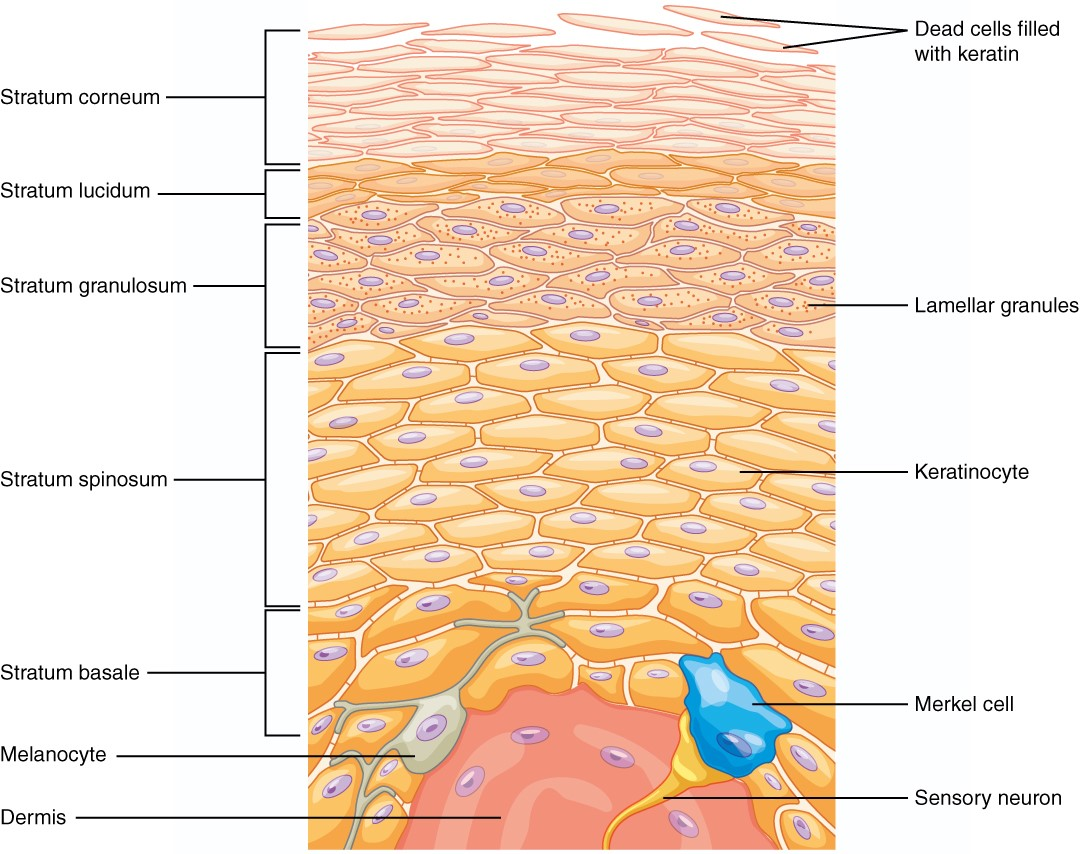 Dead cells filled
with keratin
Stratum corneum
Stratum lucidum
Stratum granulosum
Lamellar granules
Keratinocyte
Stratum spinosum
Stratum basale
Merkel cell
Melanocyte
Sensory neuron
Dermis